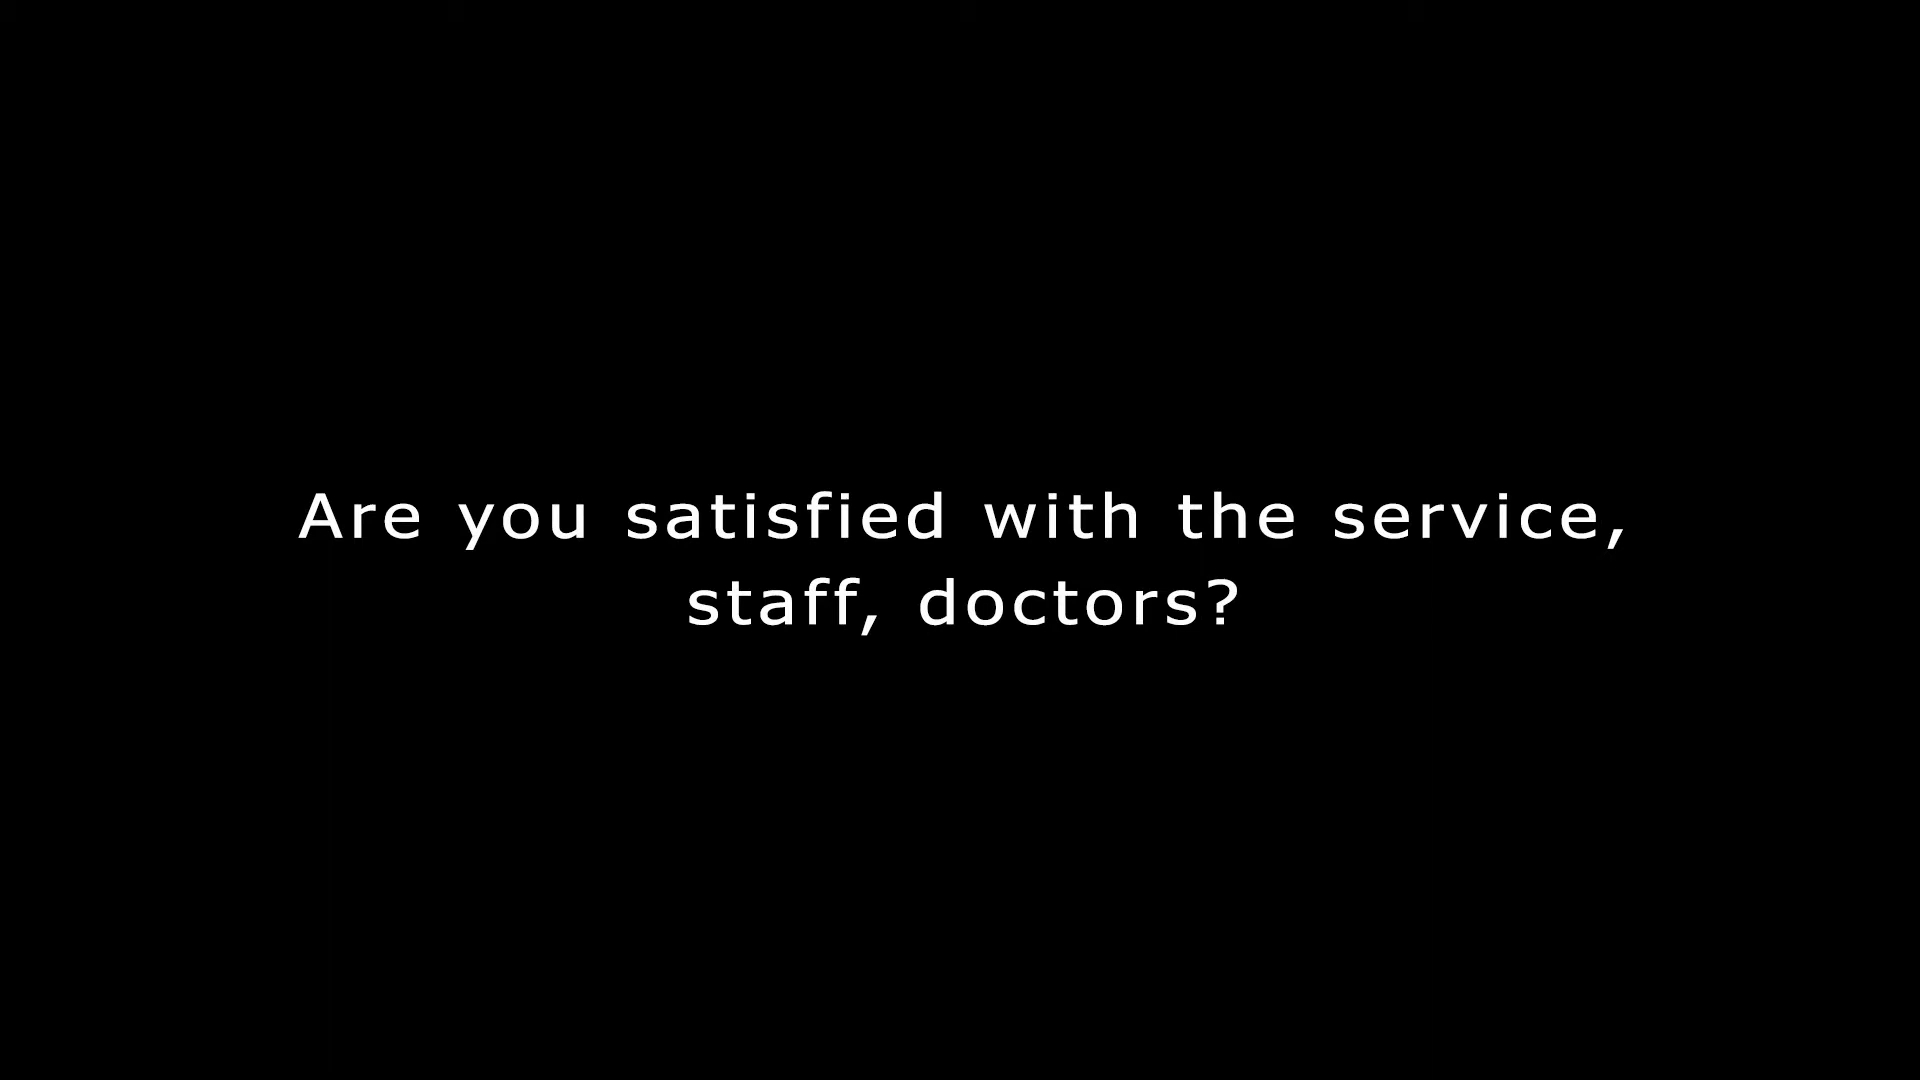 Are you satisfied with the service,
staff, doctors?